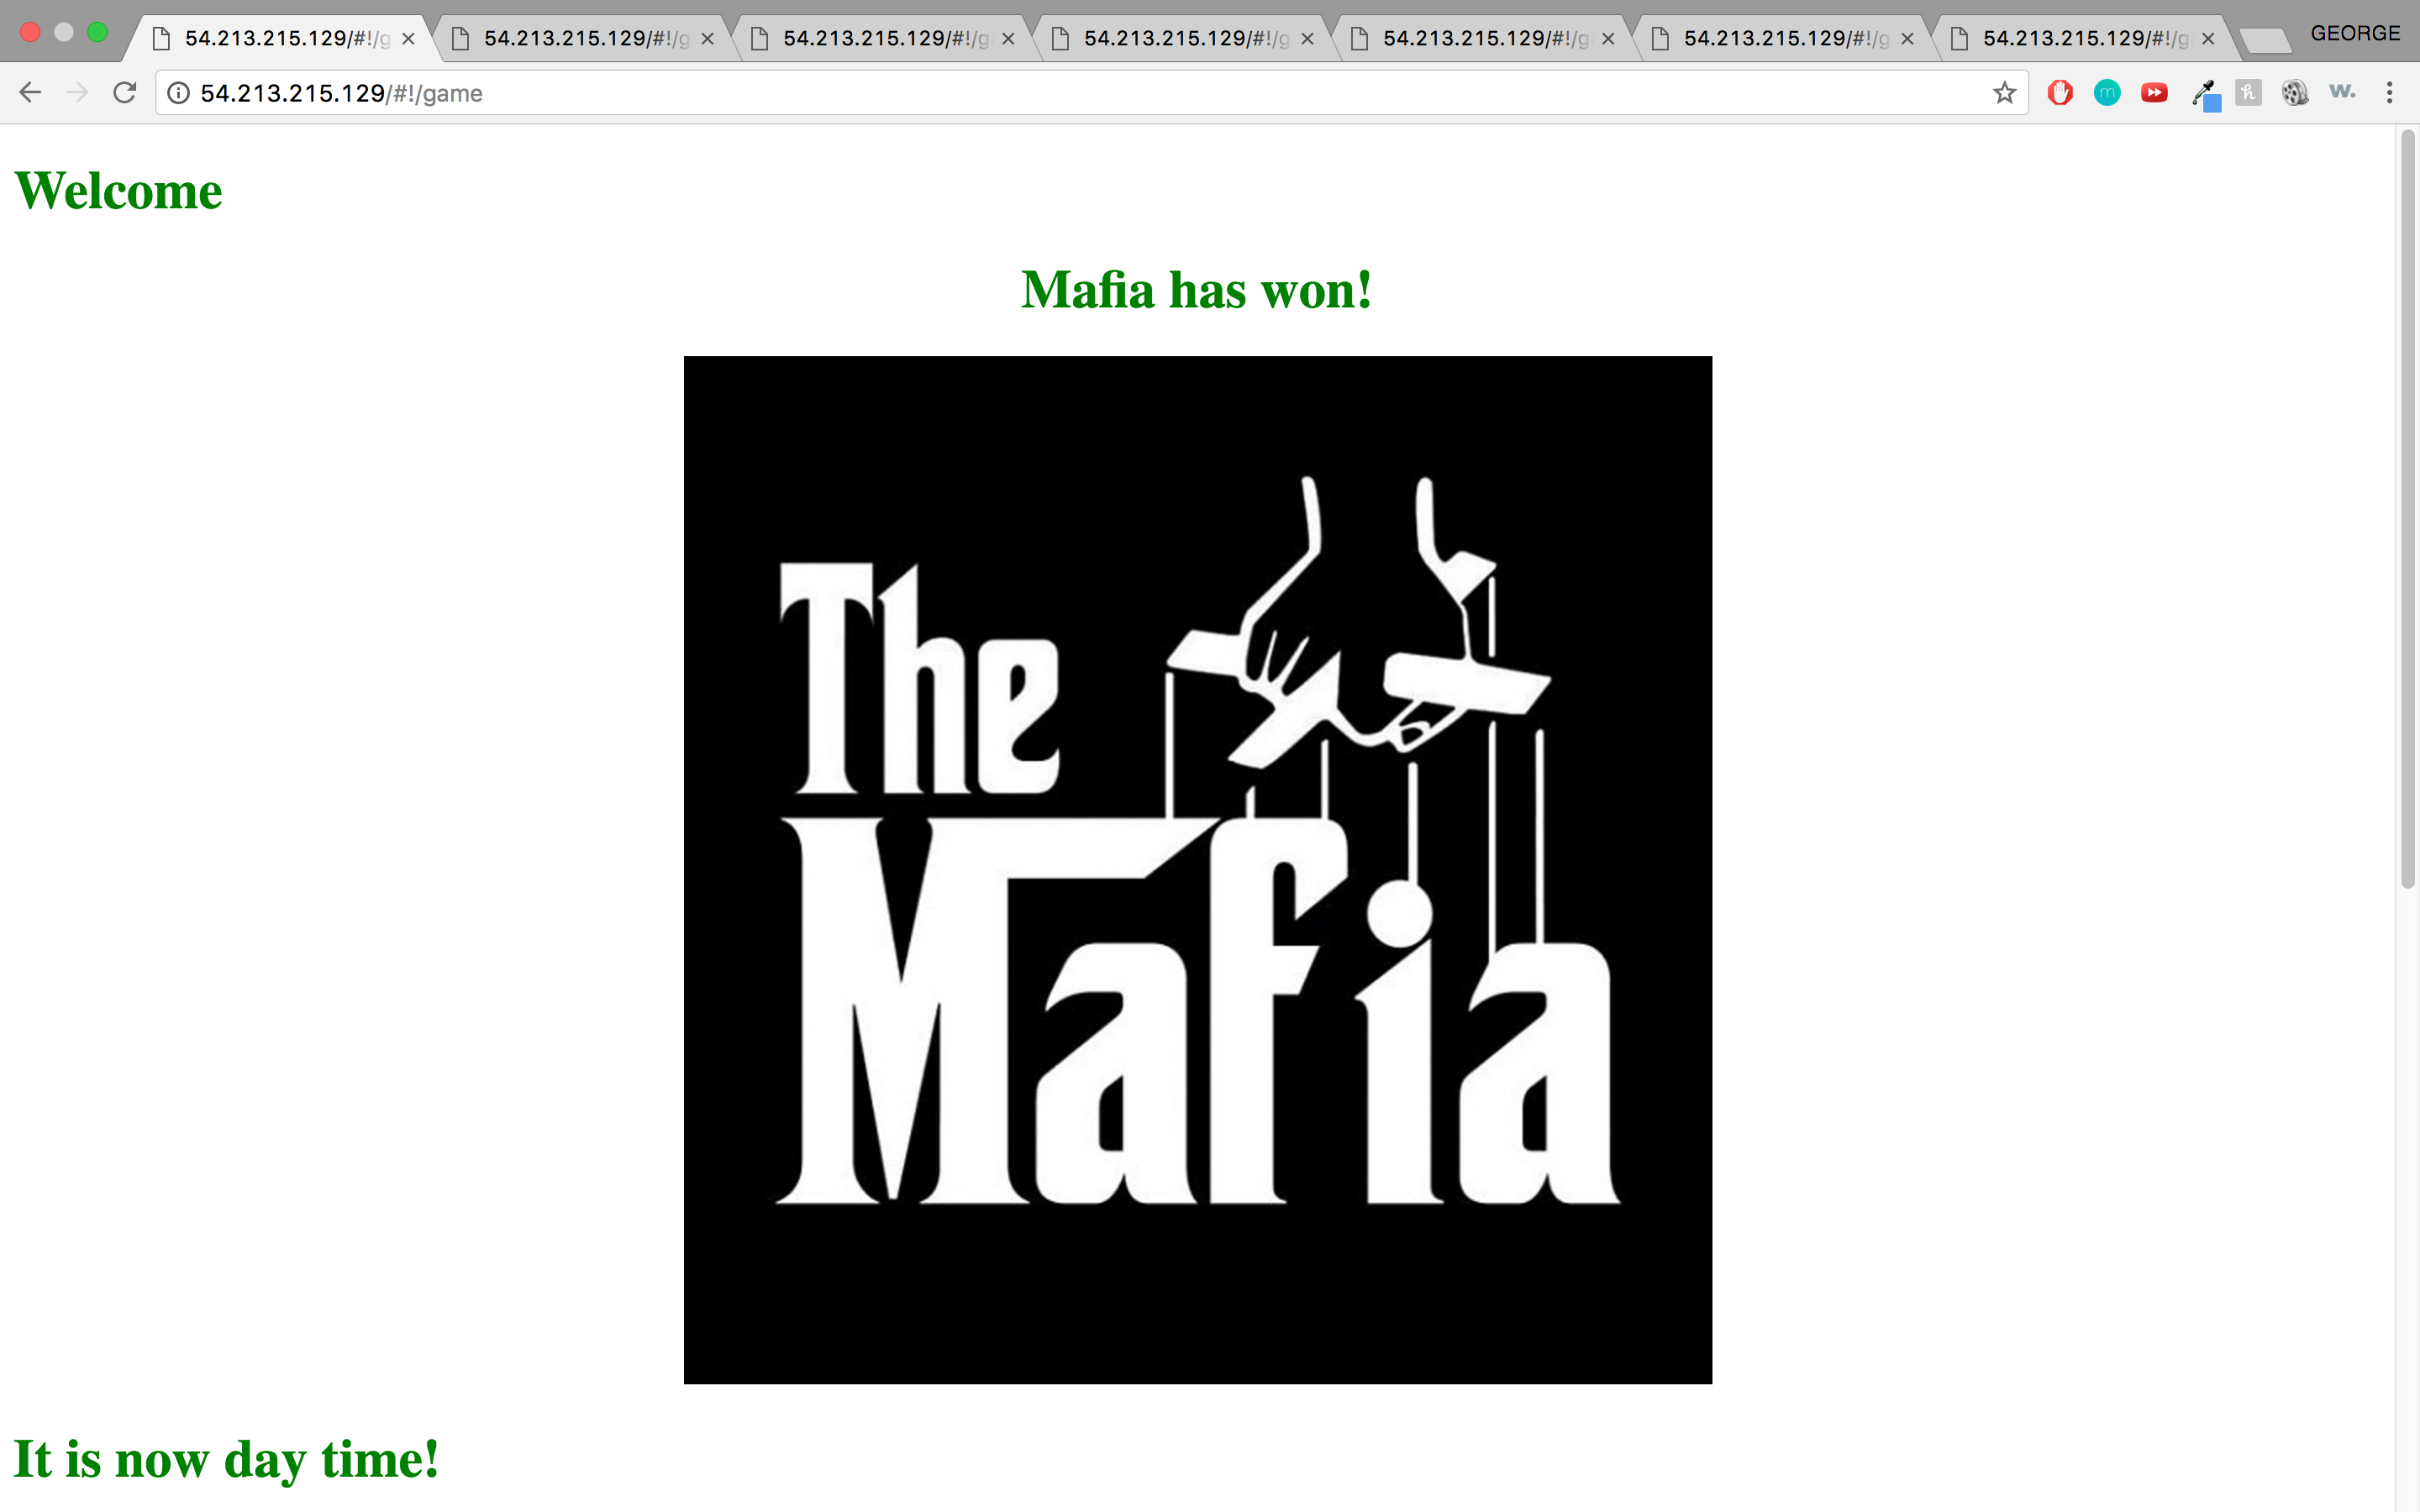 54.213.215.129/#!/g 54.213.215.129/#!/g 54.213.215.129/#!/g 54.213.215.129/#!/g 54.213.215.129/#!/g 54.213.215.129/#!/g 54.213.215.129/#!/g GEORGE
54.213.215.129/#!/game
Welcome
Mafia has won!
The
Mafia
It is now day time!